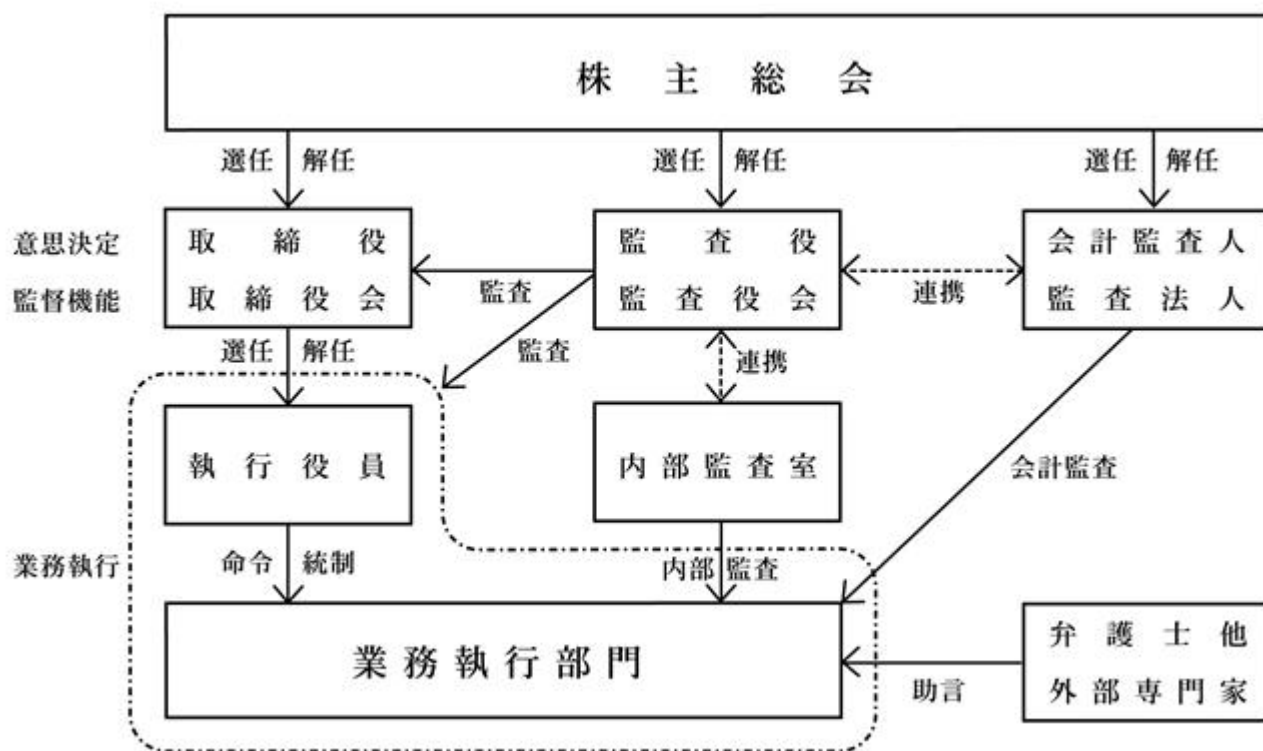 株主総会
選任 解任
選任 解任
選任 解任
意思決定
監督機能
取締役
取締役会
監査役
監査役会
会計監査人
監査法人
監査
監査
連携
選任 解任
連携
執行役員
内部監査室
会計監査
業務執行
命令 統制
内部 監査
業務執行部門
弁護士他
外部専門家
助言